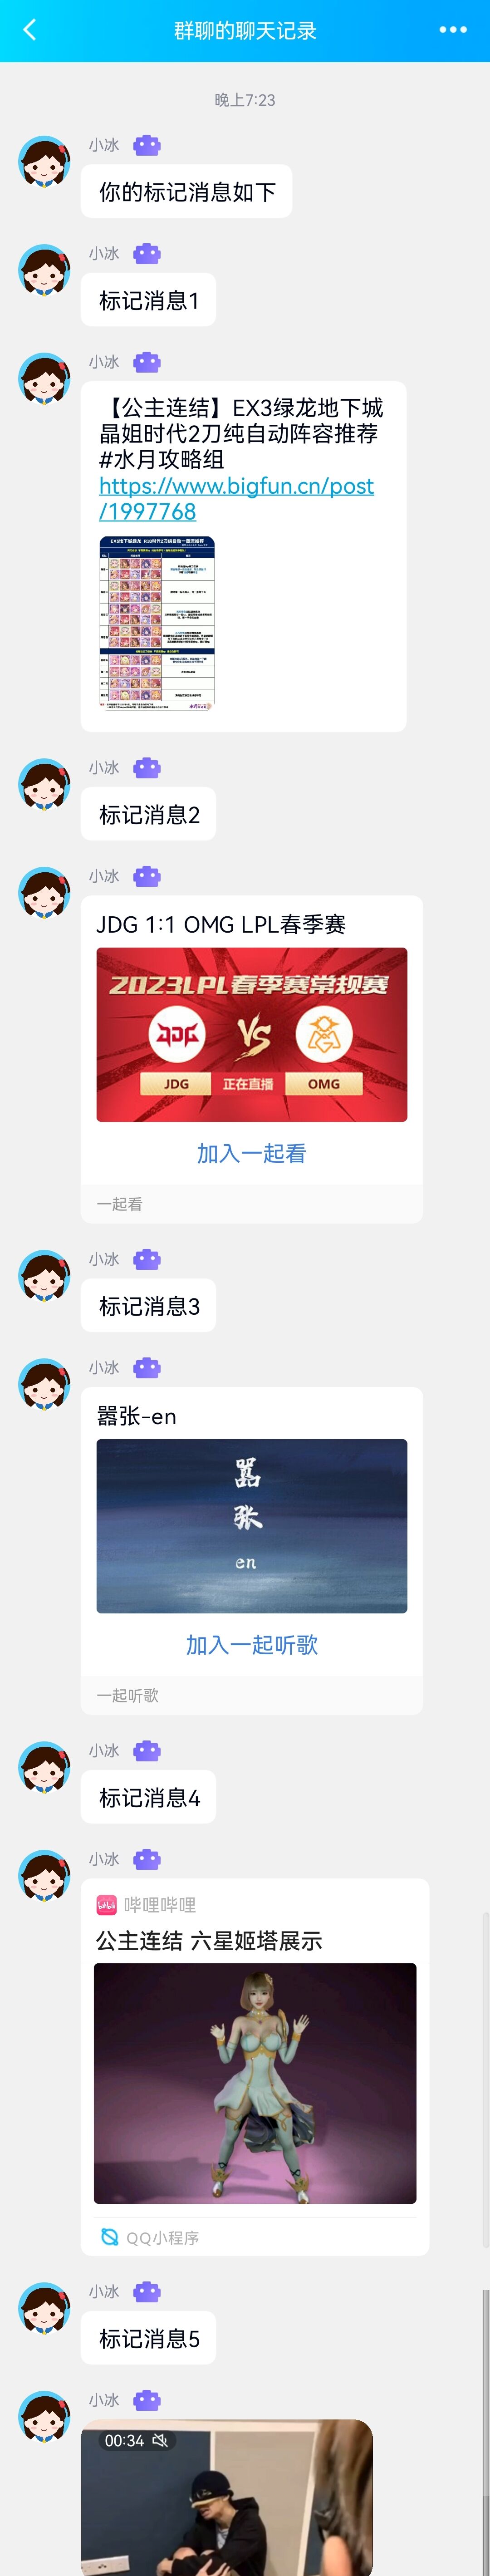 群聊的聊天记录
晚上7:23
小冰
你的标记消息如下
小冰
标记消息1
小冰
【公主连结】EX3绿龙地下城
晶姐时代2刀纯自动阵容推荐
#水月攻略组
https://www.bigfun.cn/post
/1997768
小冰
标记消息2
小冰
JDG 1:1 OMG LPL春季赛
2023LPL春季赛常规赛
JDG VS OMG
JDG 正在直播 OMG
加入一起看
一起看
小冰
标记消息3
小冰
嚣张-en
嚣
张
en
加入一起听歌
一起听歌
小冰
标记消息4
小冰
哔哩哔哩
公主连结 六星姬塔展示
QQ小程序
小冰
标记消息5
小冰
00:34